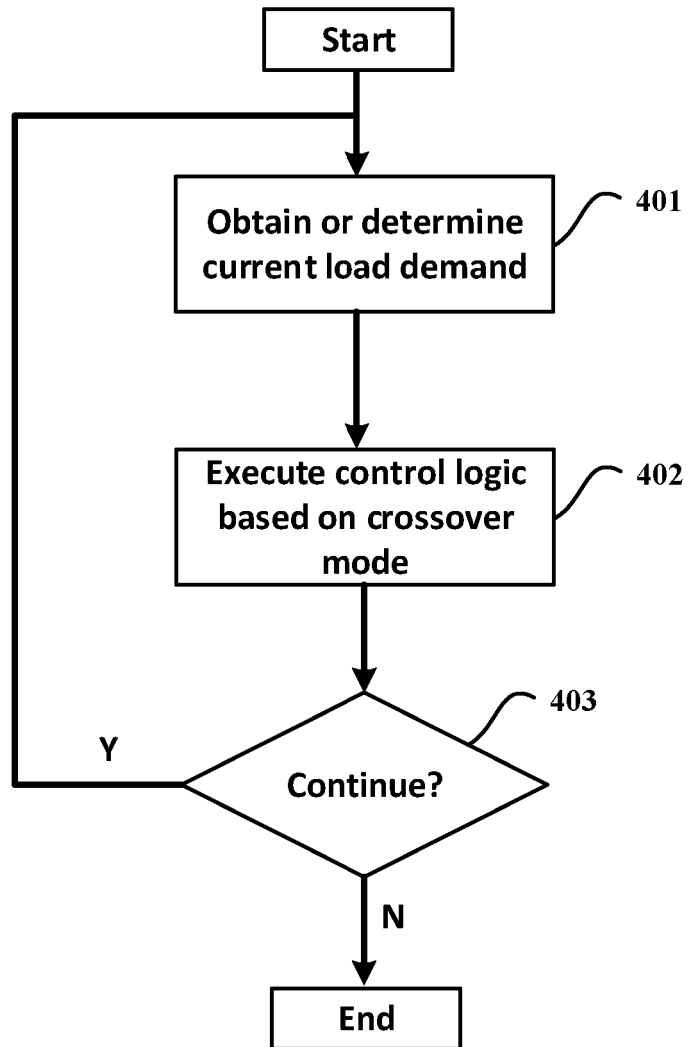 Start
Obtain or determine
current load demand
401
Execute control logic
based on crossover
mode
402
403
Y
Continue?
N
End